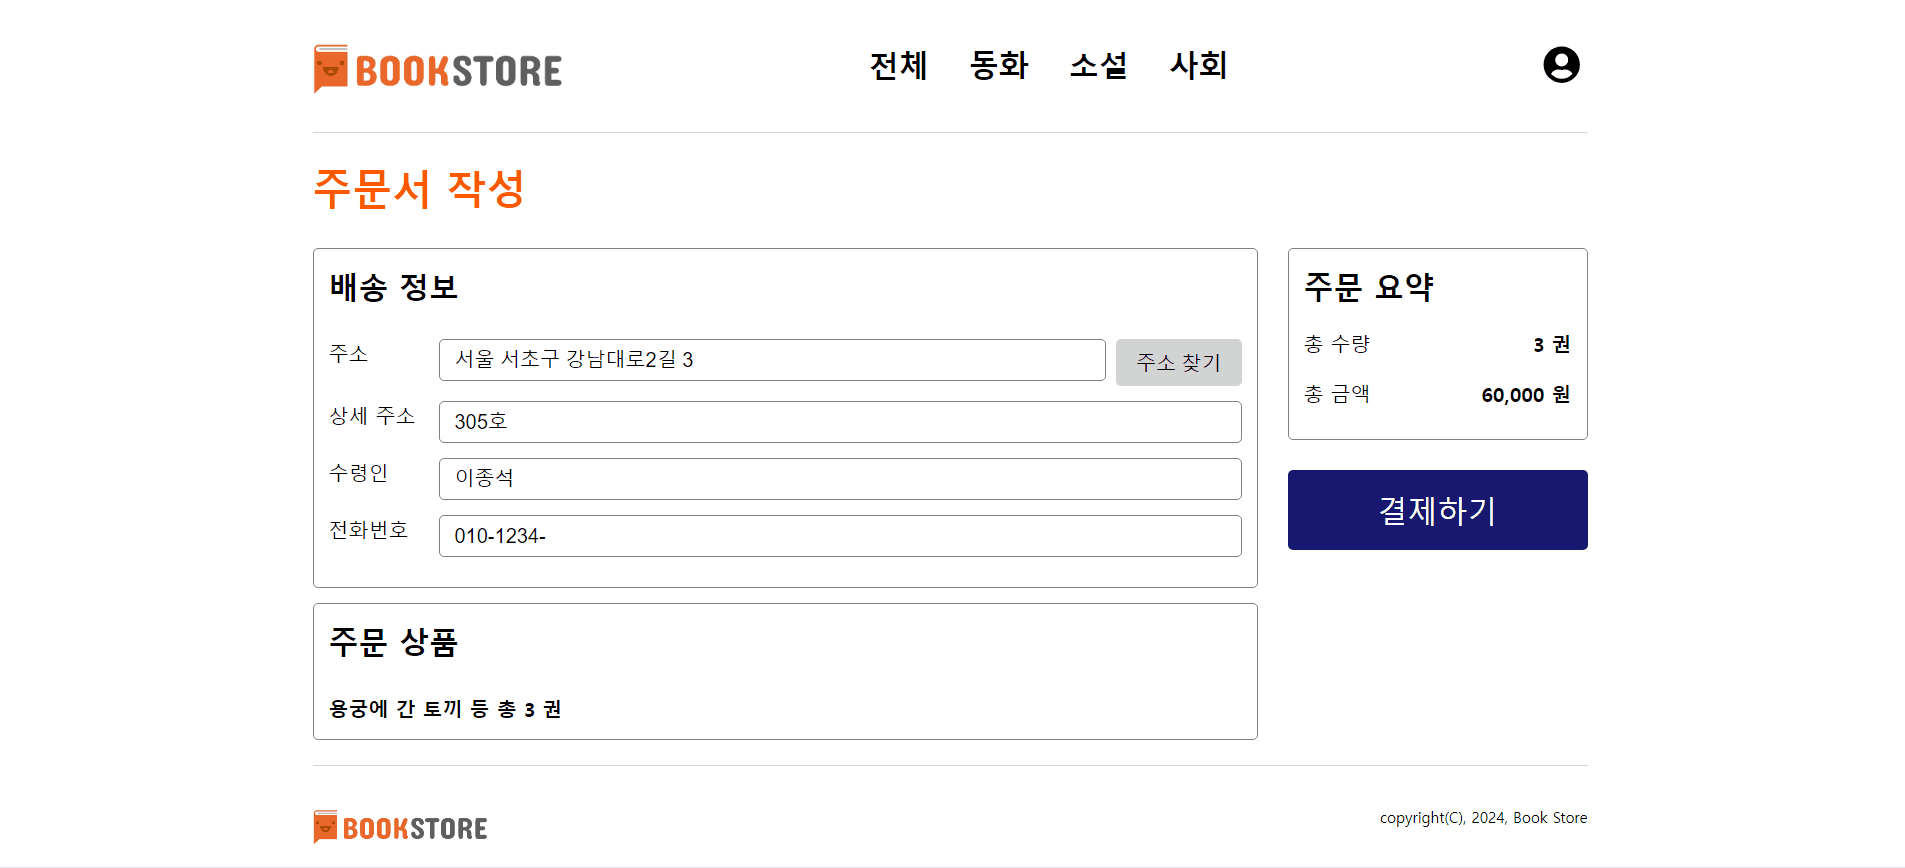 BOOKSTORE
전체 동화 소설 사회
주문서 작성
배송 정보
주소 서울 서초구 강남대로2길 3 주소 찾기
상세 주소 305호
수령인 이종석
전화번호 010-1234-
주문 요약
총 수량 3 권
총 금액 60,000 원
결제하기
주문 상품
용궁에 간 토끼 등 총 3 권
BOOKSTORE
copyright(C), 2024, Book Store